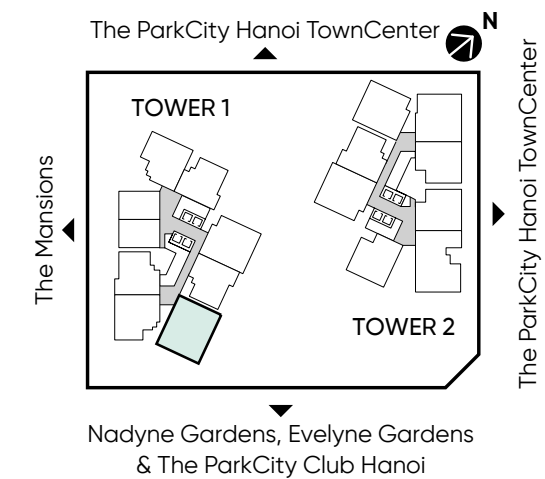 The ParkCity Hanoi TownCenter
N
TOWER 1
The Mansions
The ParkCity Hanoi TownCenter
TOWER 2
Nadyne Gardens, Evelyne Gardens
& The ParkCity Club Hanoi